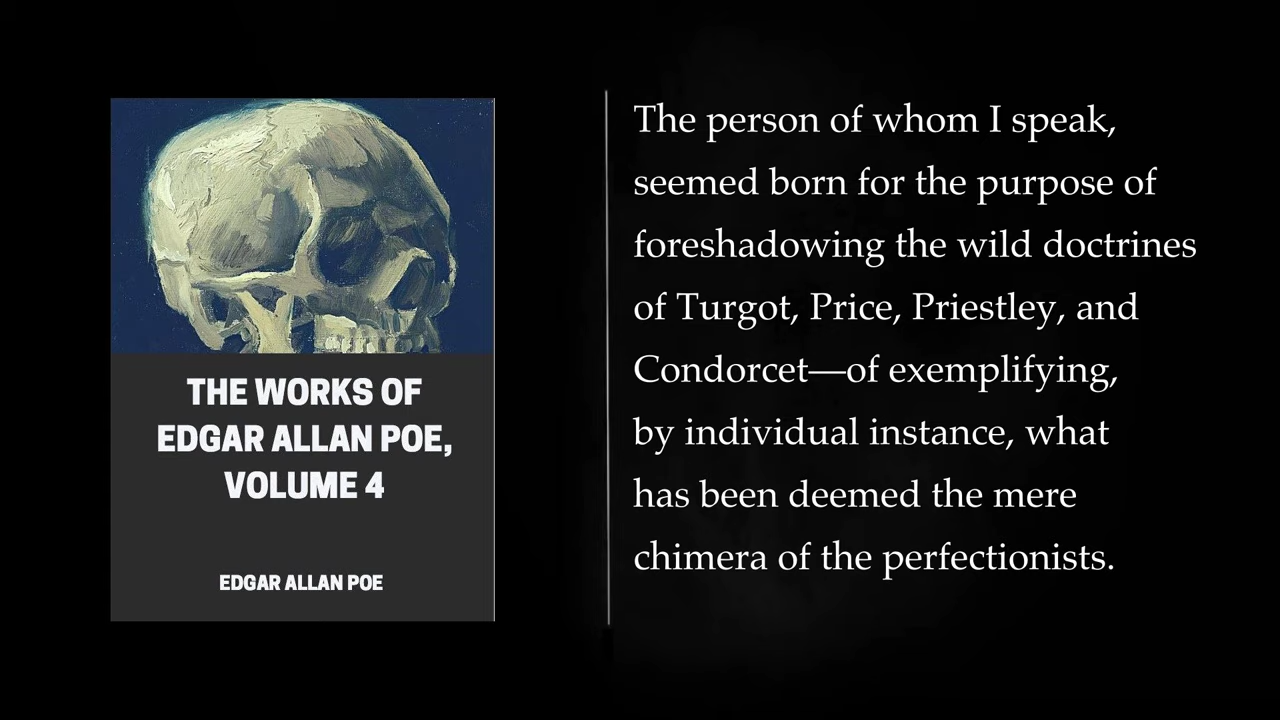 THE WORKS OF
EDGAR ALLAN POE,
VOLUME 4
EDGAR ALLAN POE
The person of whom I speak,
seemed born for the purpose of
foreshadowing the wild doctrines
of Turgot, Price, Priestley, and
Condorcet—of exemplifying,
by individual instance, what
has been deemed the mere
chimera of the perfectionists.